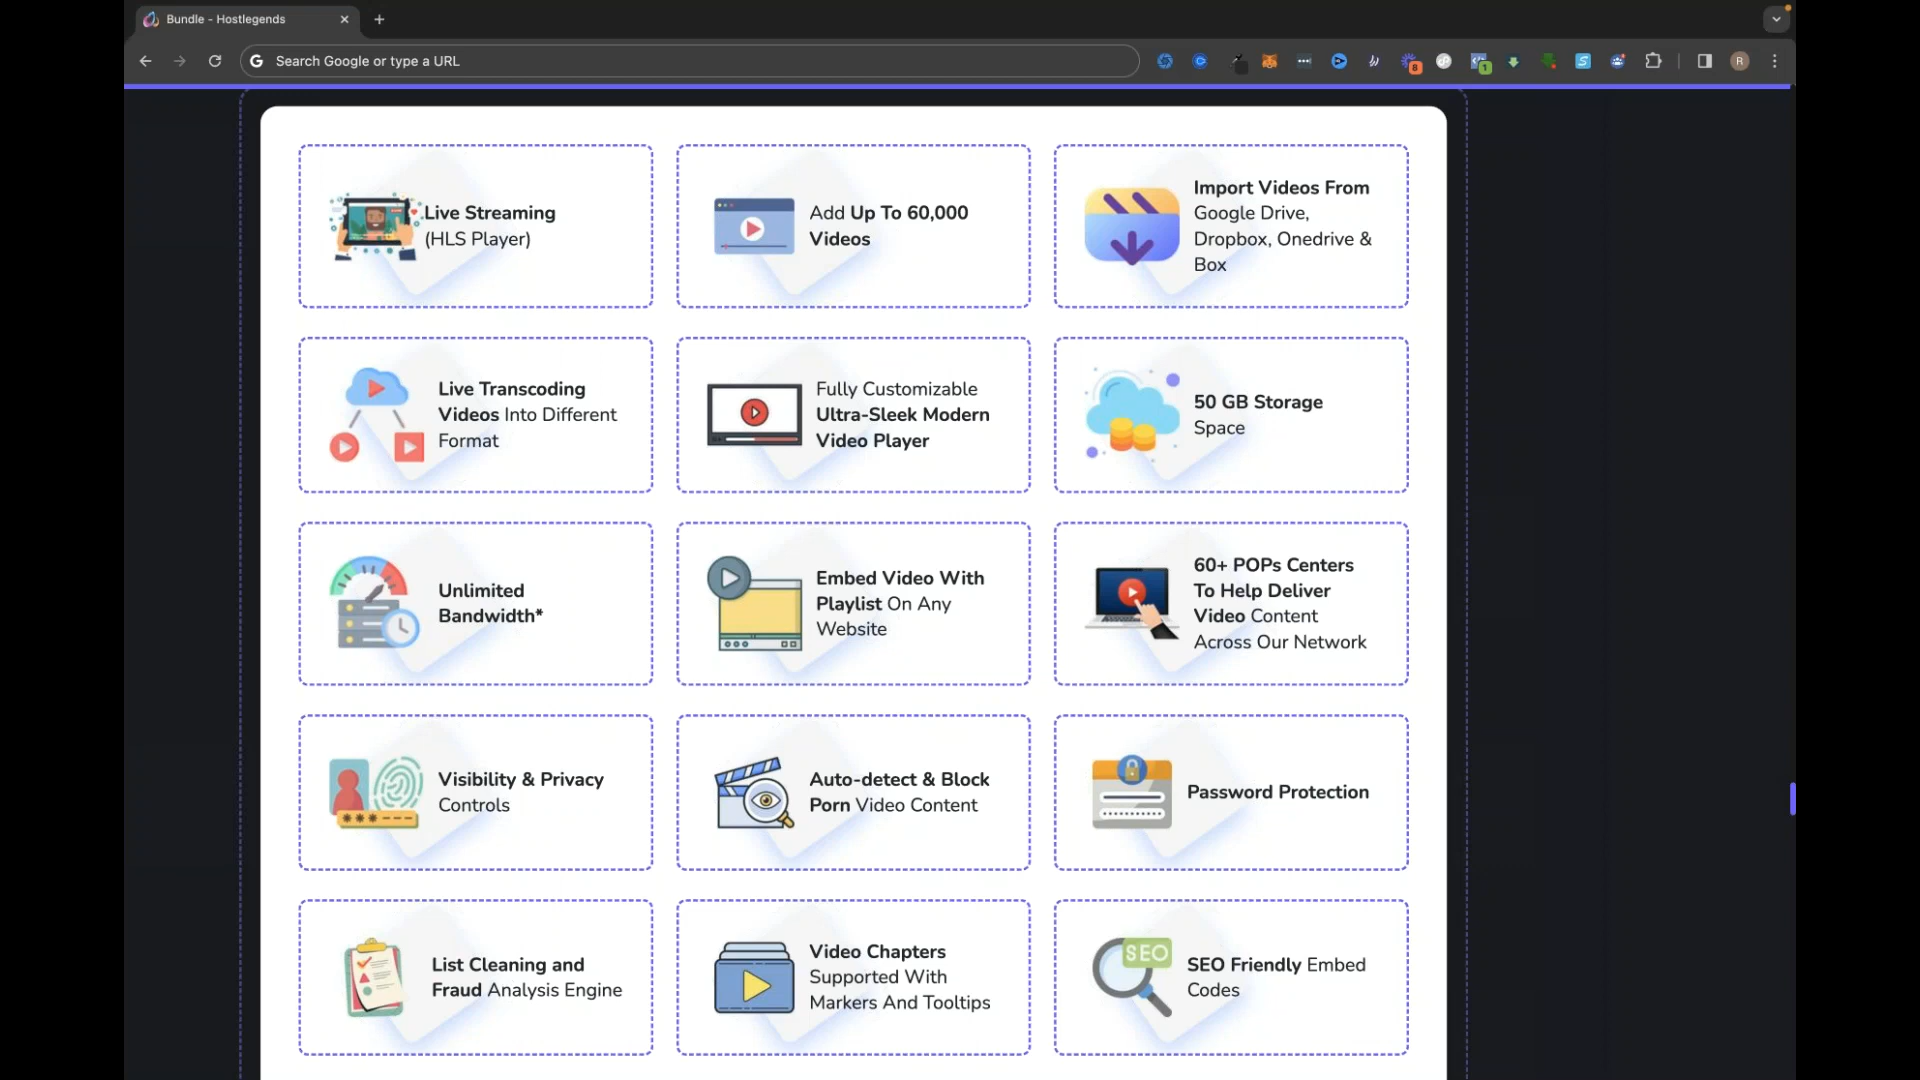 Bundle - Hostlegends
Search Google or type a URL
8
1
S
R
Live Streaming
(HLS Player)
Add Up To 60,000
Videos
Import Videos From
Google Drive,
Dropbox, Onedrive &
Box
Live Transcoding
Videos Into Different
Format
Fully Customizable
Ultra-Sleek Modern
Video Player
50 GB Storage
Space
Unlimited
Bandwidth*
Embed Video With
Playlist On Any
Website
60+ POPs Centers
To Help Deliver
Video Content
Across Our Network
Visibility & Privacy
Controls
Auto-detect & Block
Porn Video Content
Password Protection
List Cleaning and
Fraud Analysis Engine
Video Chapters
Supported With
Markers And Tooltips
SEO
SEO Friendly Embed
Codes